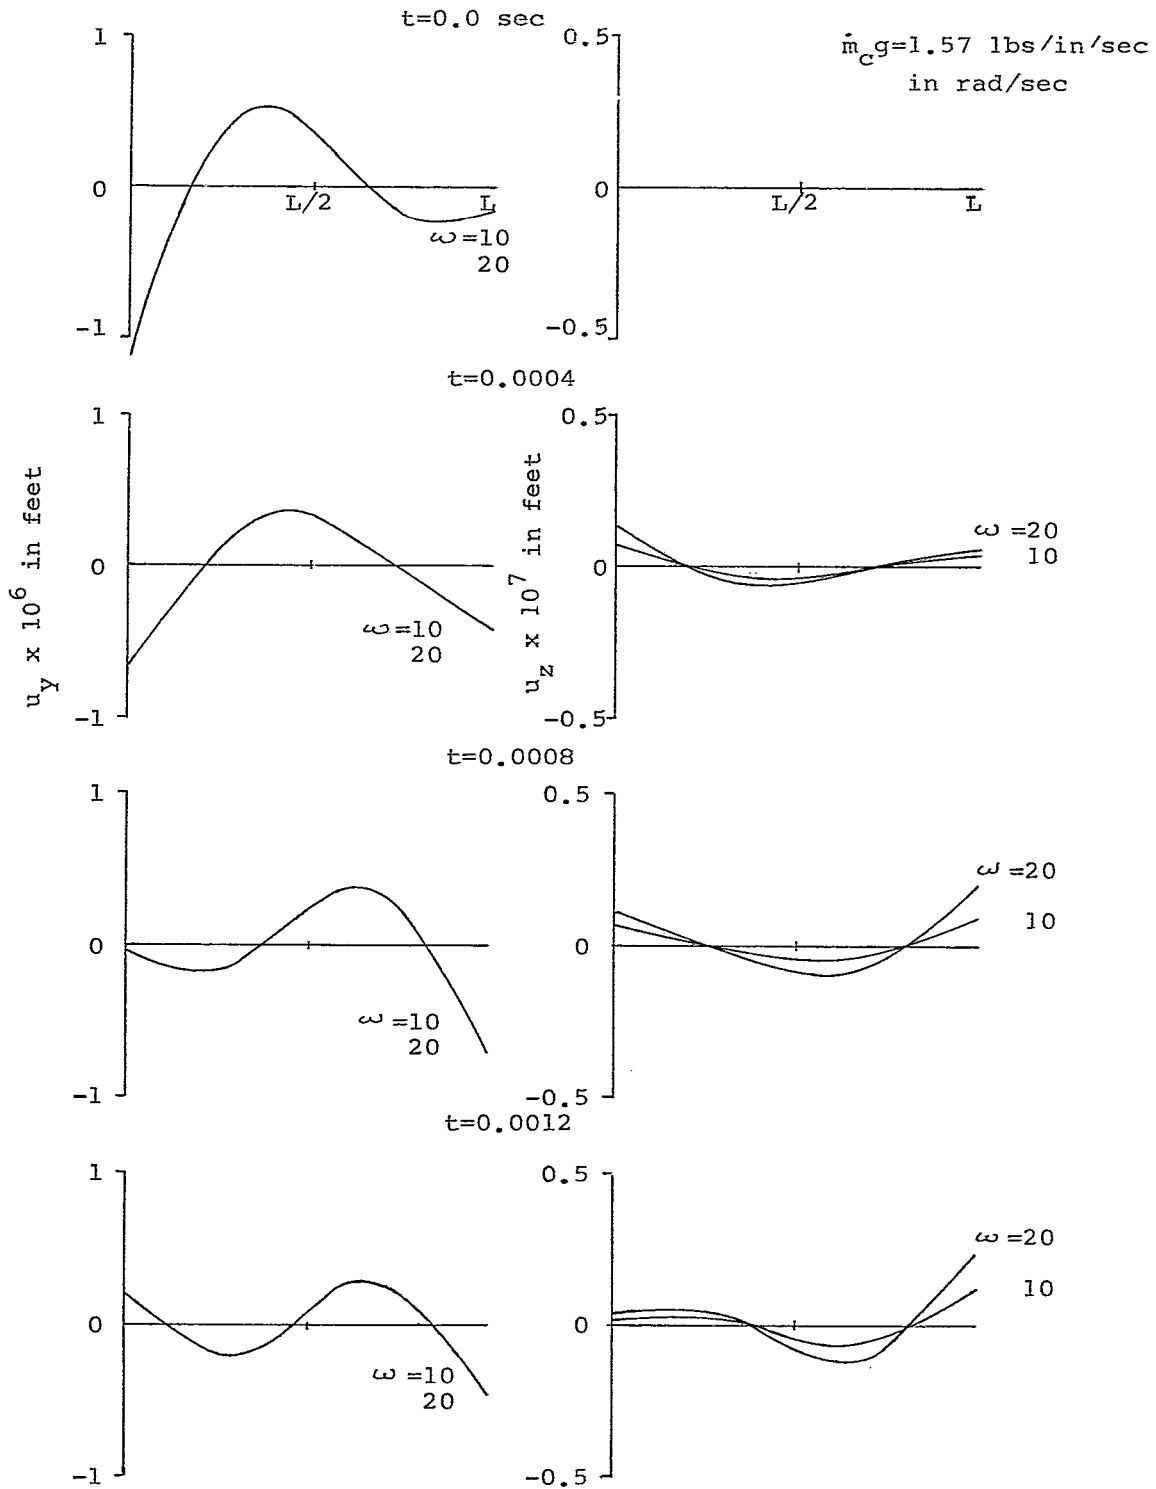 t=0.0 sec
ṁcg=1.57 lbs/in/sec
in rad/sec
1
0
-1
L/2
L
ω=10
20
0.5
0
-0.5
L/2
L
t=0.0004
uy x 10^6 in feet
1
0
-1
ω=10
20
uz x 10^7 in feet
0.5
0
-0.5
ω=20
10
t=0.0008
1
0
-1
ω=10
20
0.5
0
-0.5
ω=20
10
t=0.0012
1
0
-1
ω=10
20
0.5
0
-0.5
ω=20
10